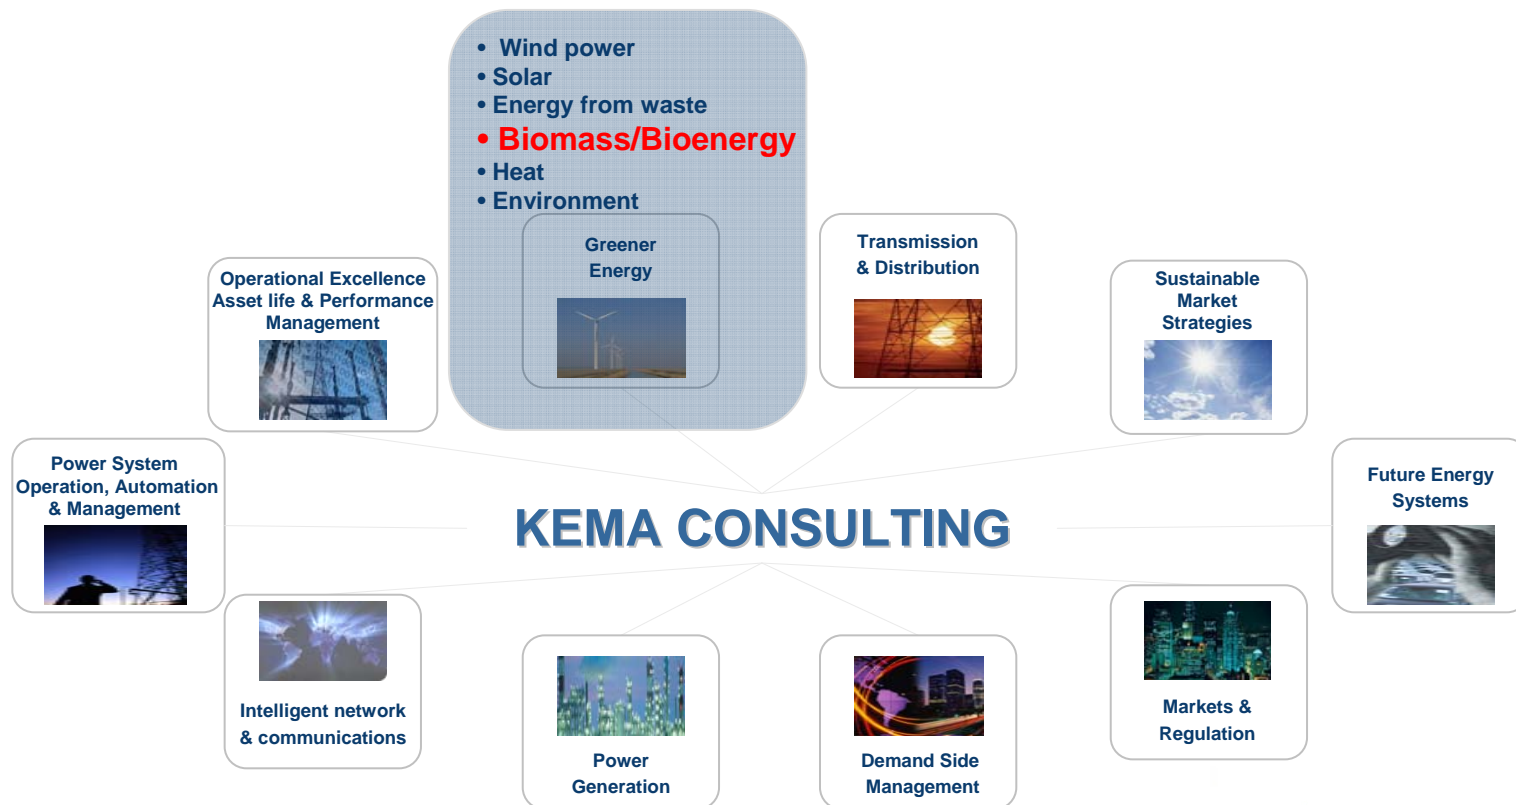 • Wind power
• Solar
• Energy from waste
• Biomass/Bioenergy
• Heat
• Environment
Greener
Energy
Transmission
& Distribution
Operational Excellence
Asset life & Performance
Management
Sustainable
Market
Strategies
Power System
Operation, Automation
& Management
Future Energy
Systems
KEMA CONSULTING
Intelligent network
& communications
Power
Generation
Demand Side
Management
Markets &
Regulation